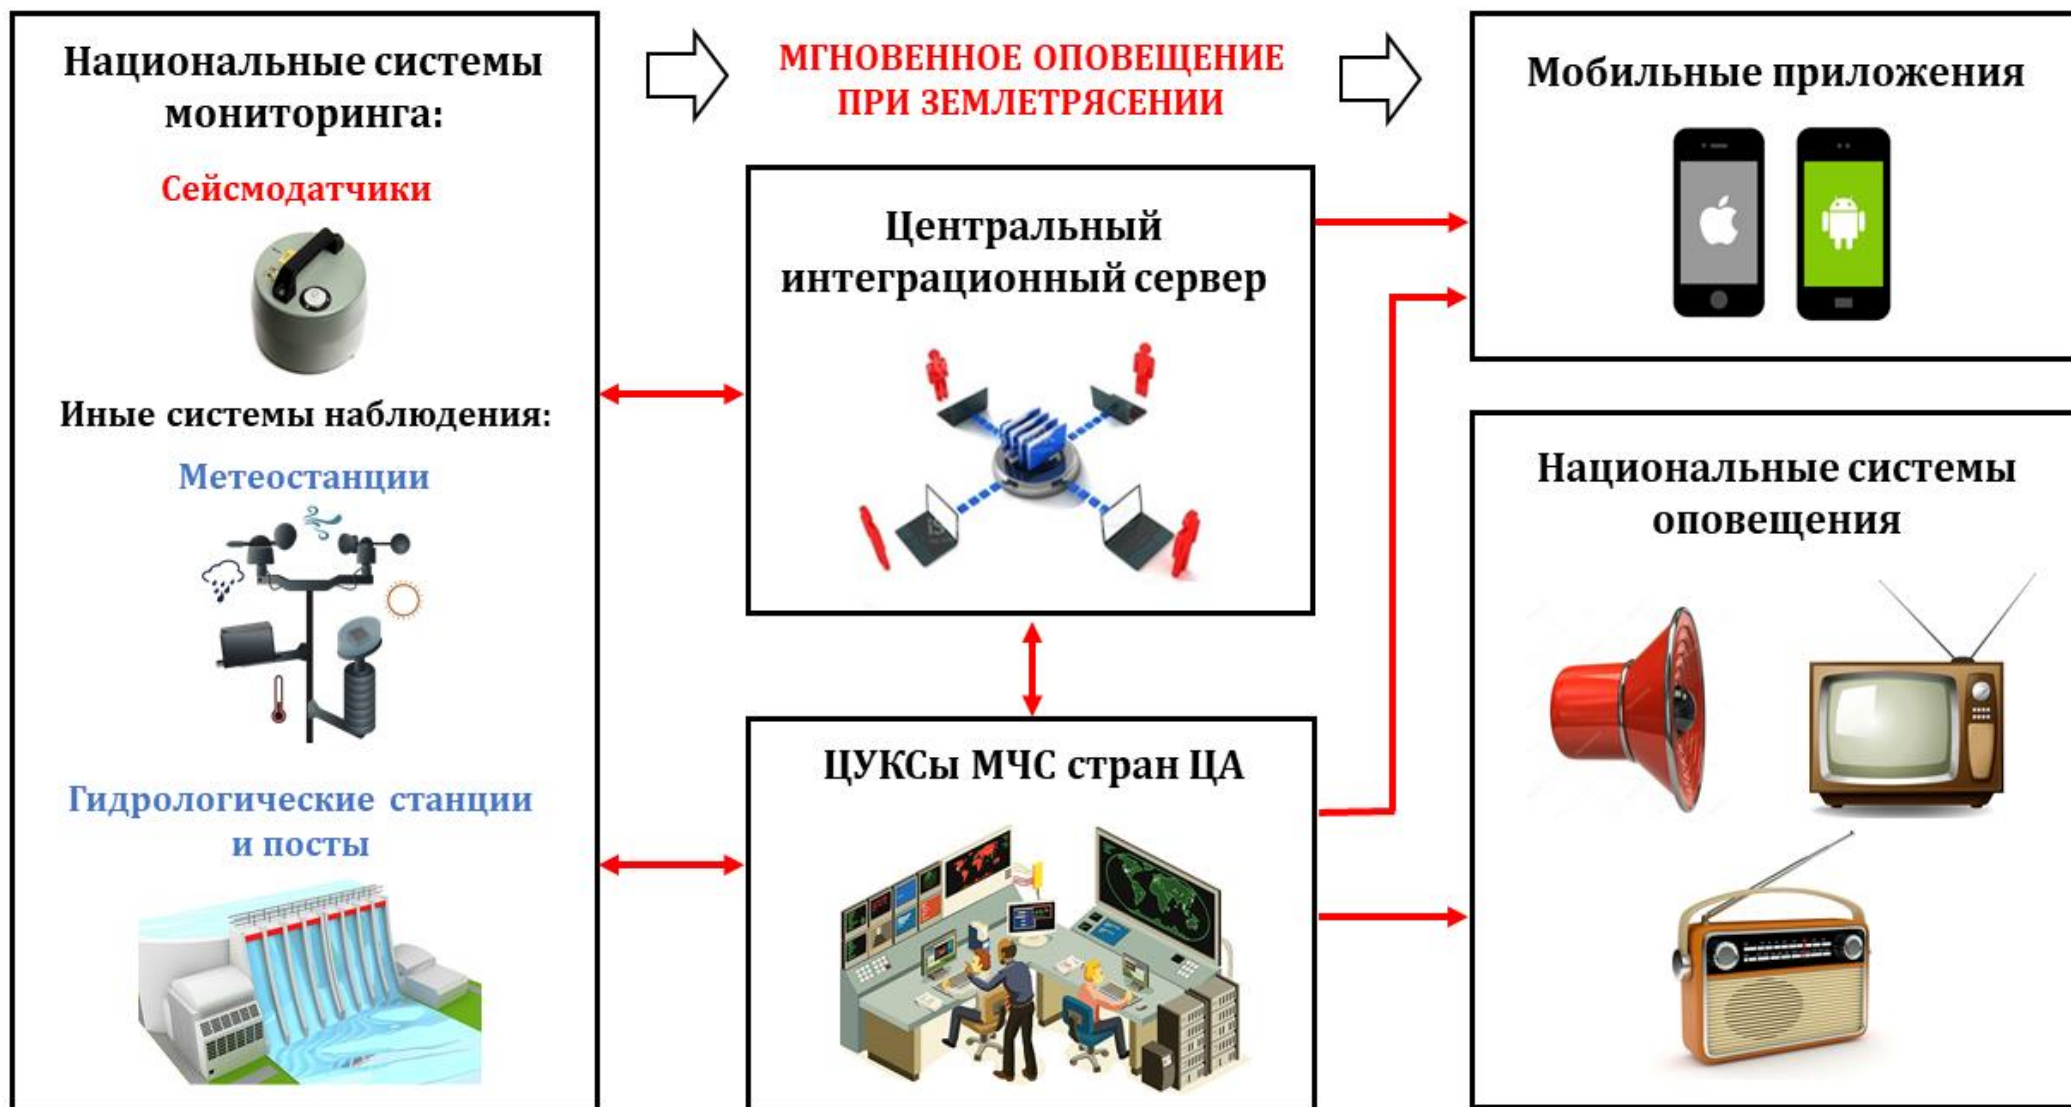 Национальные системы
мониторинга:
Сейсмодатчики
Иные системы наблюдения:
Метеостанции
Гидрологические станции
и посты
МГНОВЕННОЕ ОПОВЕЩЕНИЕ
ПРИ ЗЕМЛЕТРЯСЕНИИ
Центральный
интеграционный сервер
ЦУКСы МЧС стран ЦА
Мобильные приложения
Национальные системы
оповещения